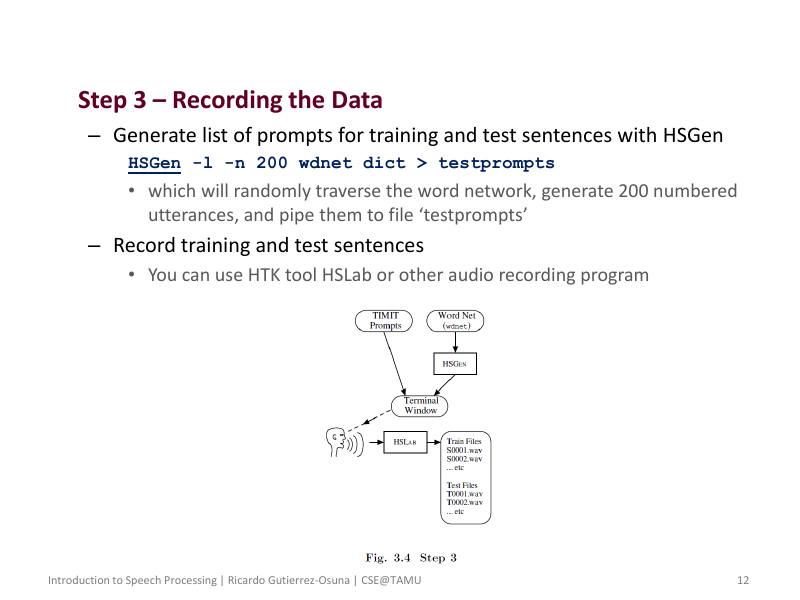 Step 3 – Recording the Data
– Generate list of prompts for training and test sentences with HSGen
HSGen -l -n 200 wdnet dict > testprompts
• which will randomly traverse the word network, generate 200 numbered
utterances, and pipe them to file ‘testprompts’
– Record training and test sentences
• You can use HTK tool HSLab or other audio recording program
TIMIT
Prompts
Word Net
(wdnet)
HSGEN
Terminal
Window
HSLAB
Train Files
S0001.wav
S0002.wav
... etc
Test Files
T0001.wav
T0002.wav
... etc
Fig. 3.4 Step 3
Introduction to Speech Processing | Ricardo Gutierrez-Osuna | CSE@TAMU
12